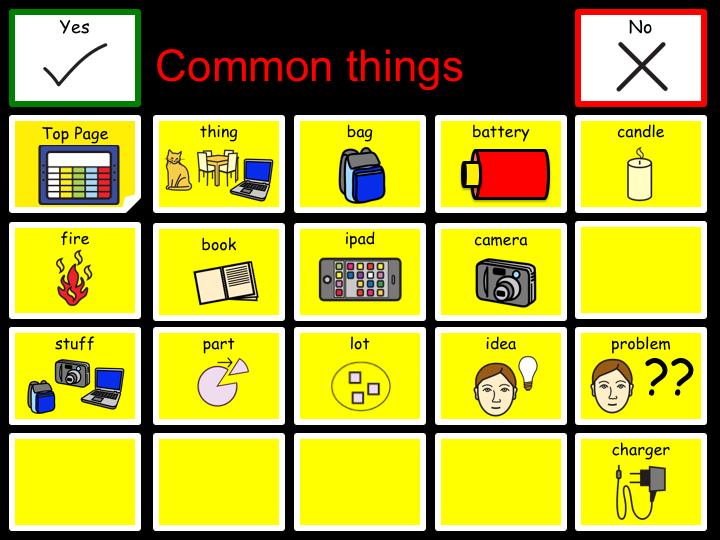 Yes
Common things
No
Top Page
thing
bag
battery
candle
fire
book
ipad
camera
stuff
part
lot
idea
problem
??
charger